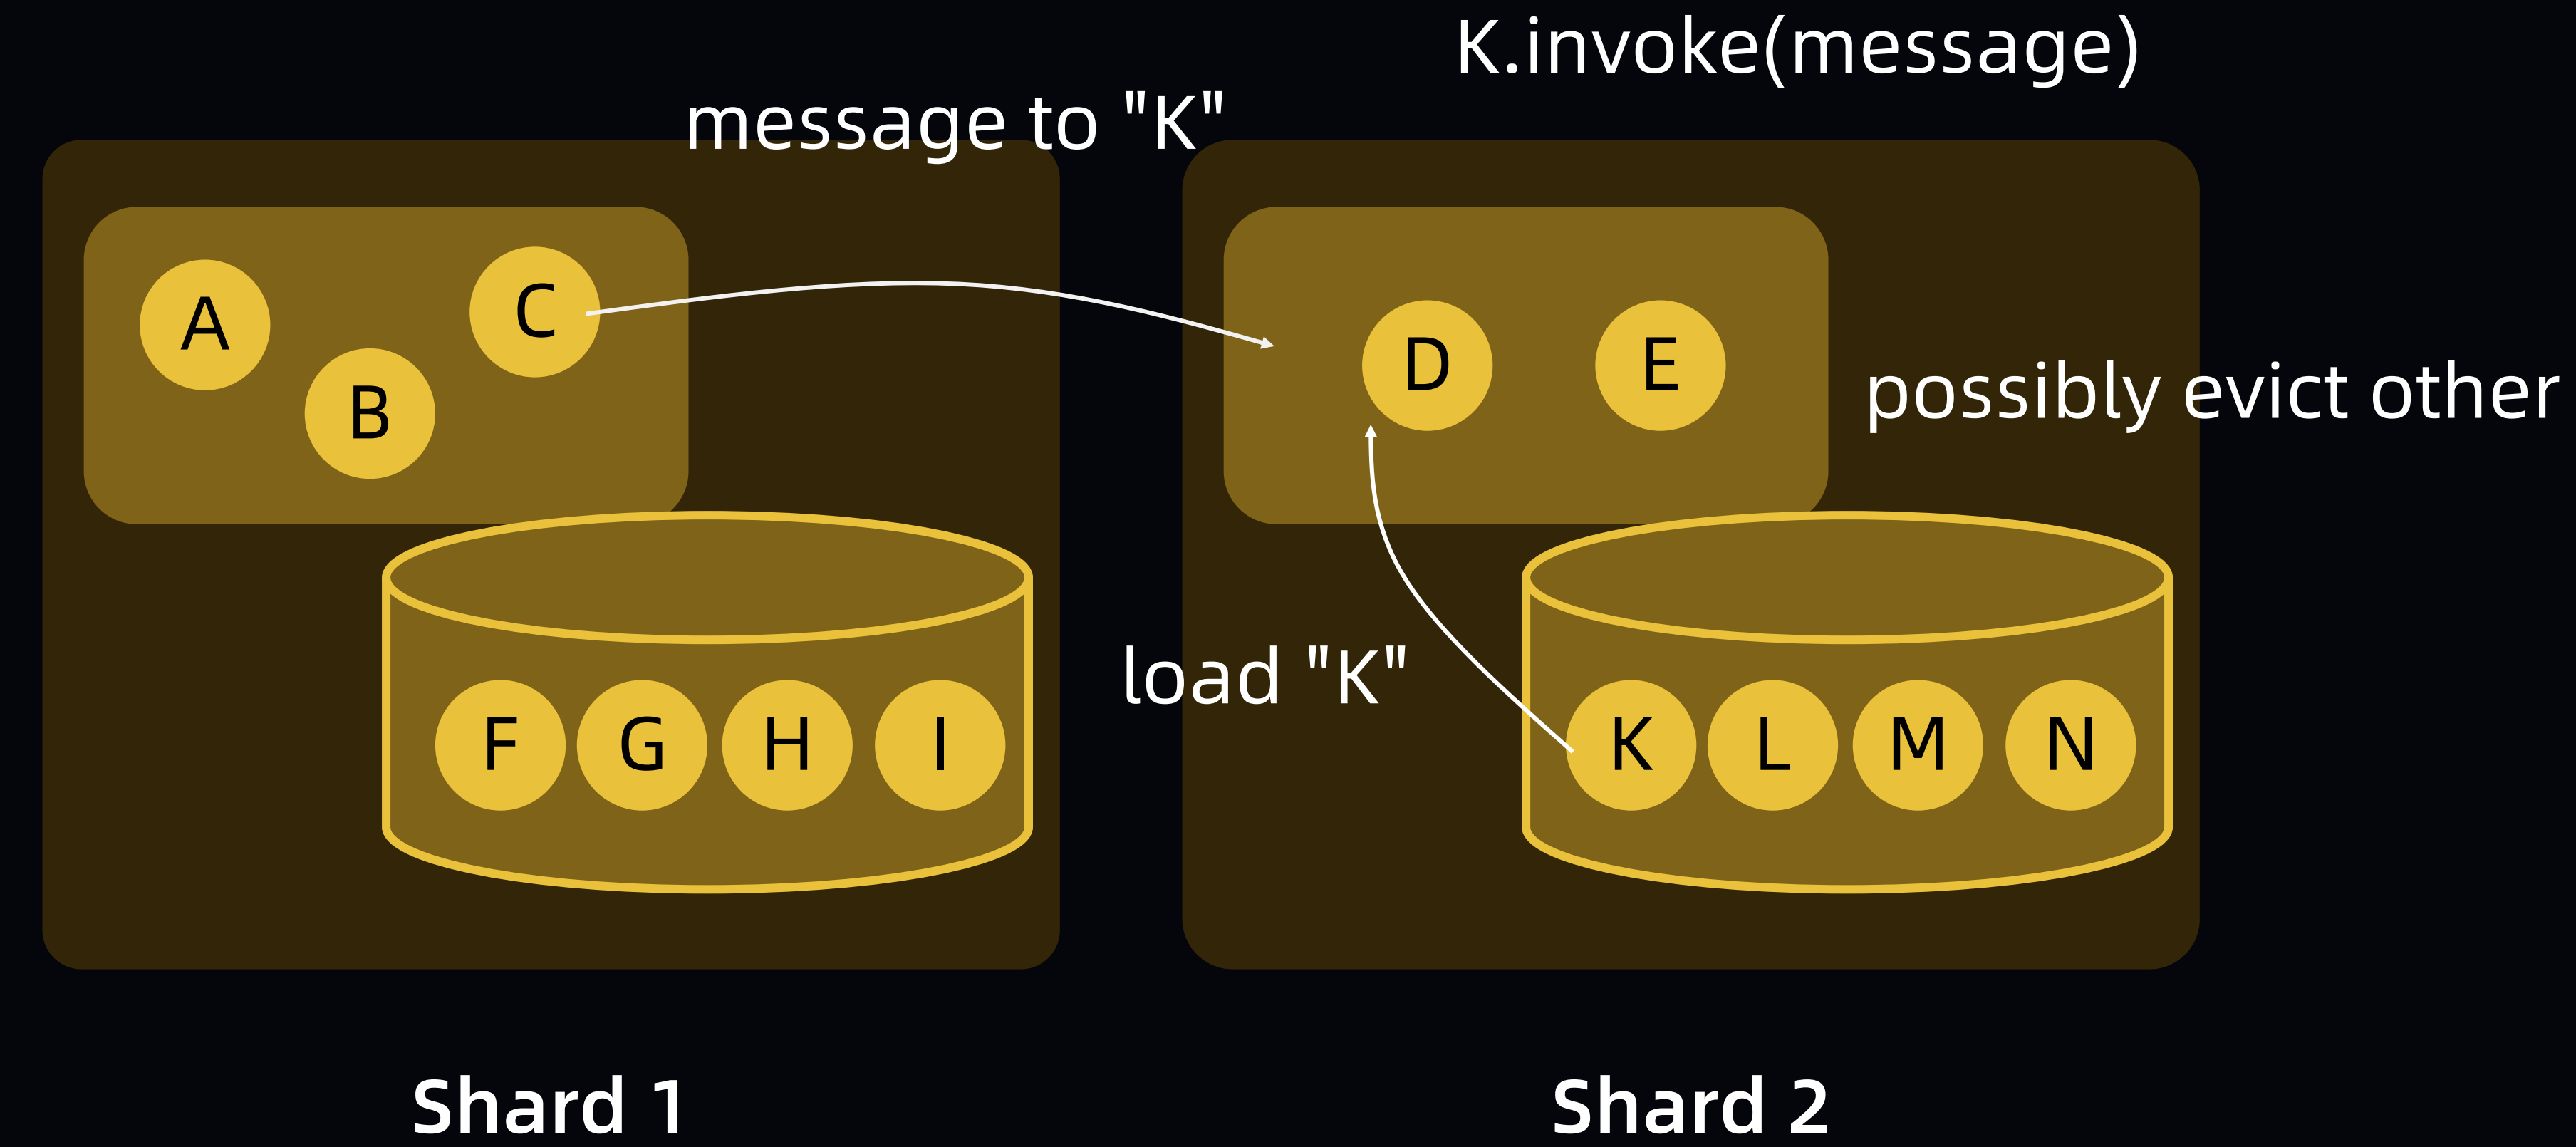 K.invoke(message)
message to "K"
A
B
C
D
E
possibly evict other
load "K"
F
G
H
I
K
L
M
N
Shard 1
Shard 2